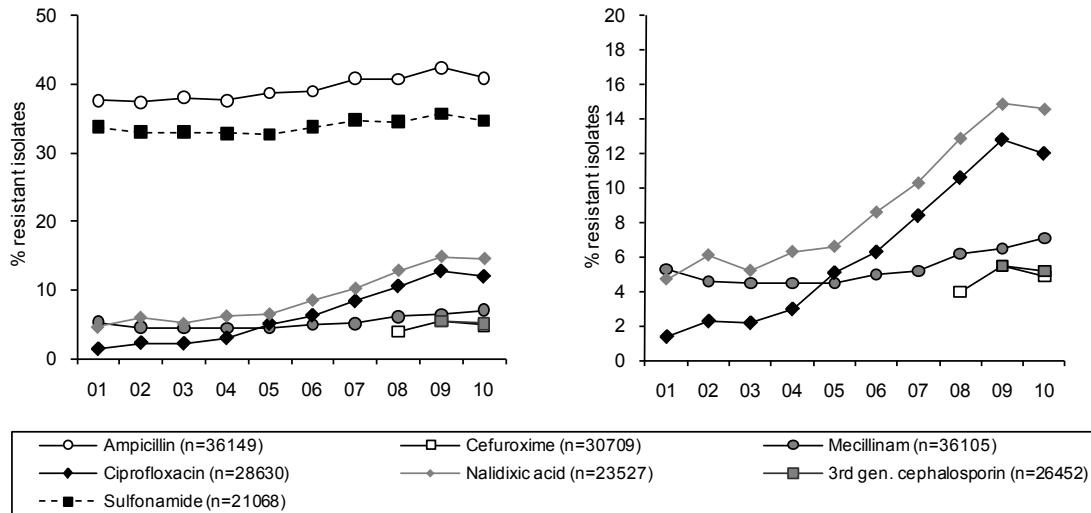 50
40
30
20
10
0
% resistant isolates
01 02 03 04 05 06 07 08 09 10
20
18
16
14
12
10
8
6
4
2
0
% resistant isolates
01 02 03 04 05 06 07 08 09 10
Ampicillin (n=36149) Cefuroxime (n=30709) Mecillinam (n=36105)
Ciprofloxacin (n=28630) Nalidixic acid (n=23527) 3rd gen. cephalosporin (n=26452)
Sulfonamide (n=21068)